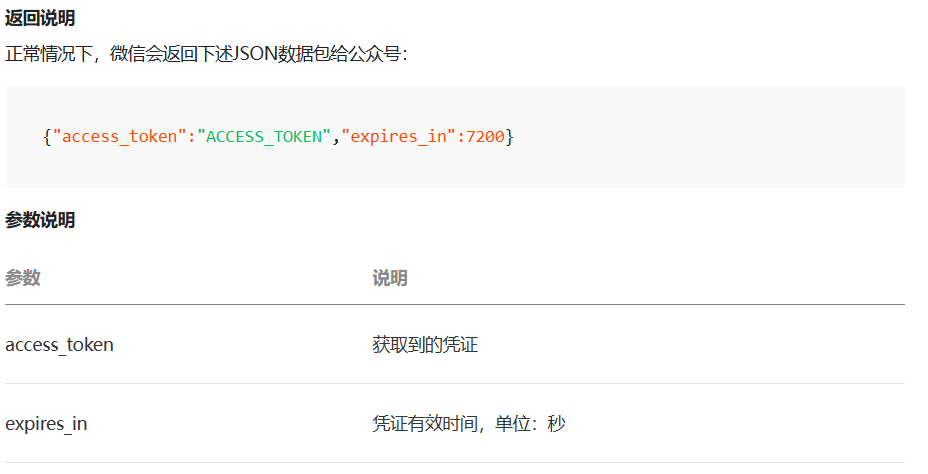 返回说明
正常情况下，微信会返回下述JSON数据包给公众号：
{"access_token":"ACCESS_TOKEN","expires_in":7200}
参数说明
参数 说明
access_token 获取到的凭证
expires_in 凭证有效时间，单位：秒